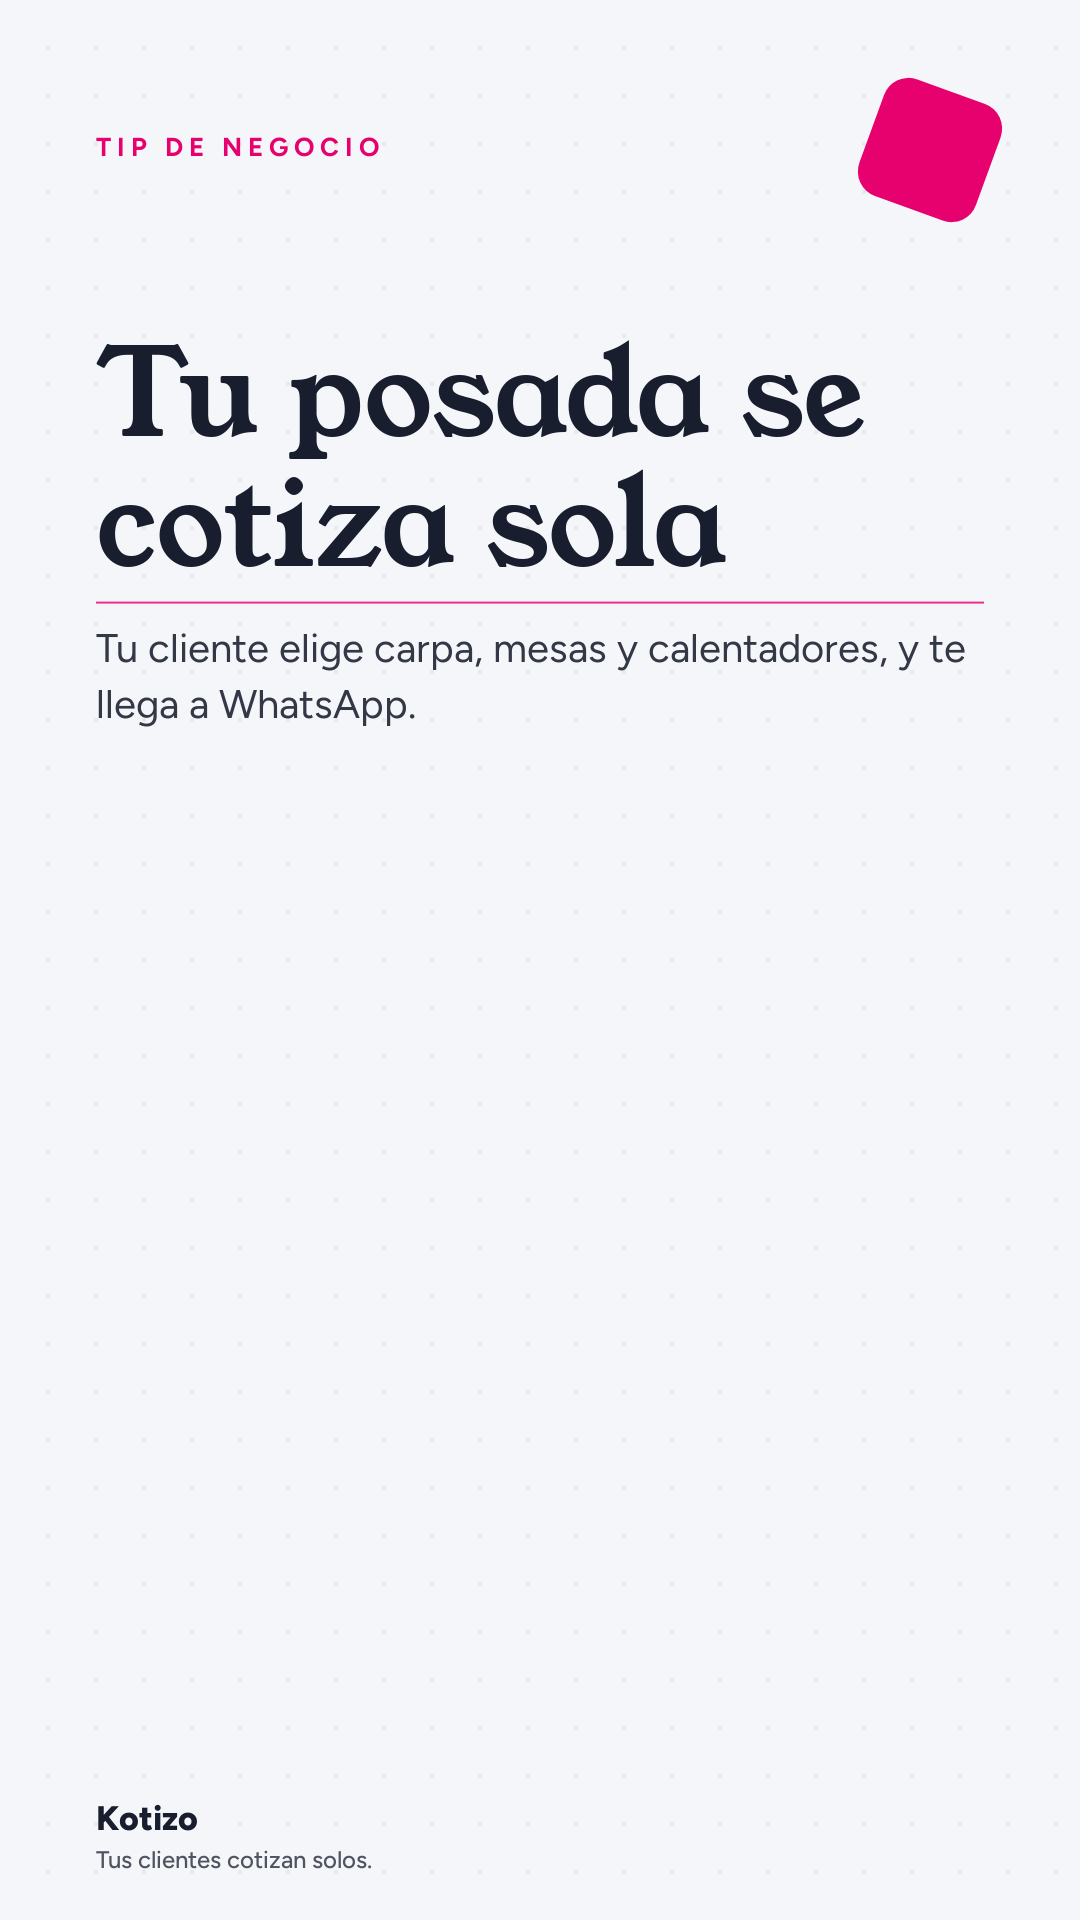 TIP DE NEGOCIO
Tu posada se
cotiza sola
Tu cliente elige carpa, mesas y calentadores, y te
llega a WhatsApp.
Kotizo
Tus clientes cotizan solos.